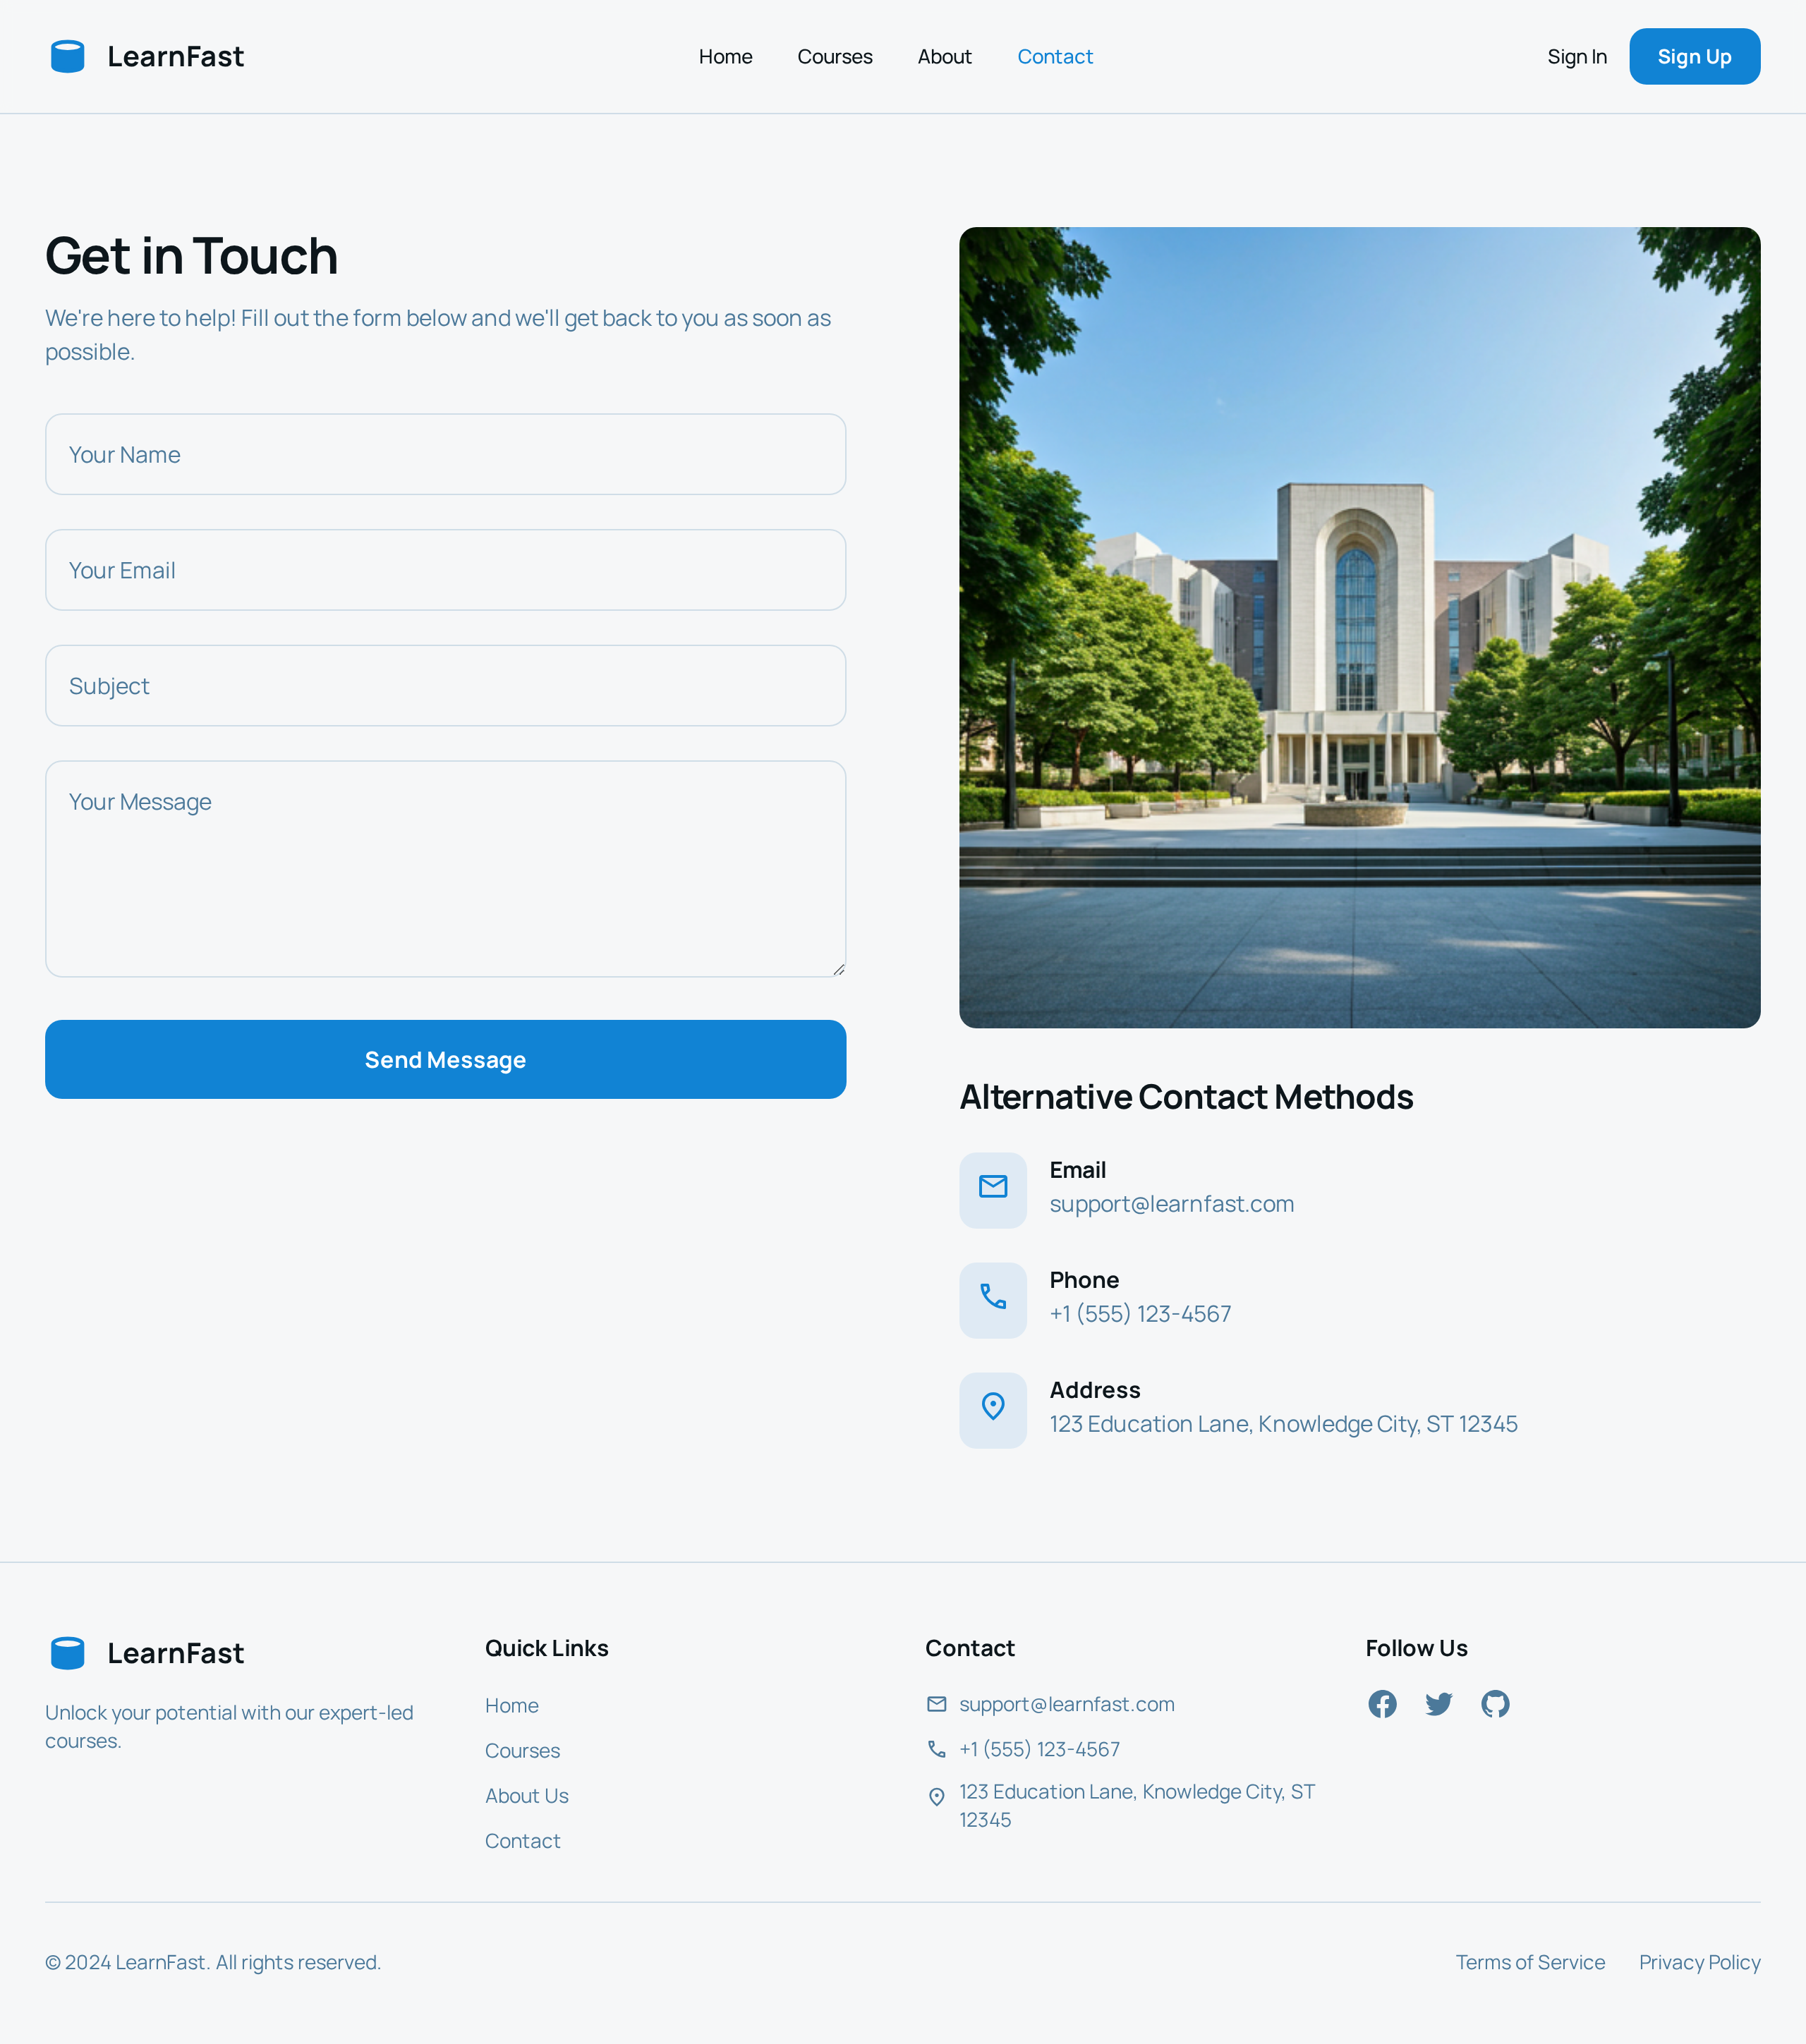 LearnFast
Home
Courses
About
Contact
Sign In
Sign Up
Get in Touch
We're here to help! Fill out the form below and we'll get back to you as soon as
possible.
Your Name
Your Email
Subject
Your Message
Send Message
Alternative Contact Methods
Email
support@learnfast.com
Phone
+1 (555) 123-4567
Address
123 Education Lane, Knowledge City, ST 12345
LearnFast
Unlock your potential with our expert-led
courses.
Quick Links
Home
Courses
About Us
Contact
Contact
support@learnfast.com
+1 (555) 123-4567
123 Education Lane, Knowledge City, ST
12345
Follow Us
© 2024 LearnFast. All rights reserved.
Terms of Service
Privacy Policy